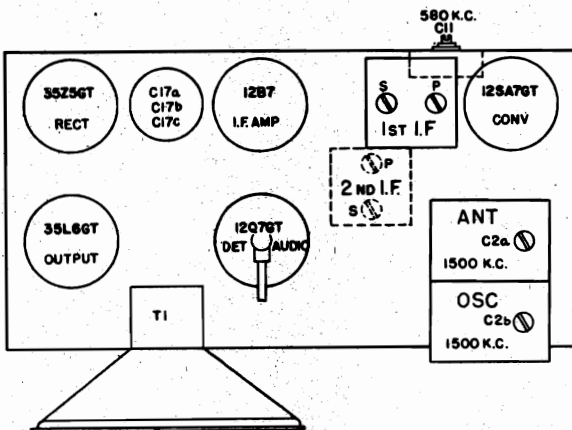 580 K.C.
C11
35Z5GT
RECT
C17a
C17b
C17c
12B7
I.F. AMP
S
P
1ST I.F
12SA7GT
CONV
P
2ND I.F.
S
35L6GT
OUTPUT
12Q7GT
DET AUDIO
ANT
C2a
1500 K.C.
OSC
C2b
1500 K.C.
T1